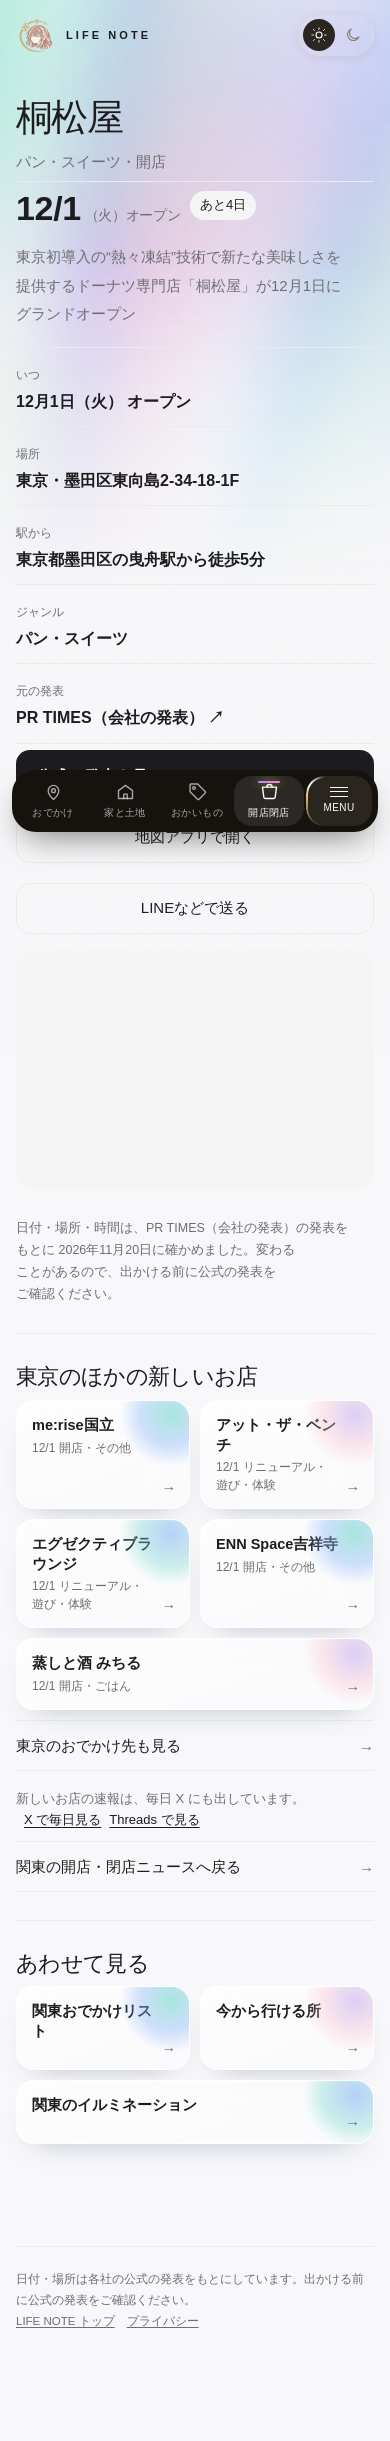 LIFE NOTE
桐松屋
パン・スイーツ・開店
12/1 （火）オープン あと4日
東京初導入の“熱々凍結”技術で新たな美味しさを
提供するドーナツ専門店「桐松屋」が12月1日に
グランドオープン
いつ
12月1日（火） オープン
場所
東京・墨田区東向島2-34-18-1F
駅から
東京都墨田区の曳舟駅から徒歩5分
ジャンル
パン・スイーツ
元の発表
PR TIMES（会社の発表） ↗
おでかけ 家と土地 おかいもの 開店閉店 MENU
地図アプリで開く
LINEなどで送る
日付・場所・時間は、PR TIMES（会社の発表）の発表を
もとに 2026年11月20日に確かめました。変わる
ことがあるので、出かける前に公式の発表を
ご確認ください。
東京のほかの新しいお店
me:rise国立
12/1 開店・その他
→
アット・ザ・ベン
チ
12/1 リニューアル・
遊び・体験
→
エグゼクティブラ
ウンジ
12/1 リニューアル・
遊び・体験
→
ENN Space吉祥寺
12/1 開店・その他
→
蒸しと酒 みちる
12/1 開店・ごはん
→
東京のおでかけ先も見る →
新しいお店の速報は、毎日 X にも出しています。
X で毎日見る Threads で見る
関東の開店・閉店ニュースへ戻る →
あわせて見る
関東おでかけリス
ト
→
今から行ける所
→
関東のイルミネーション
→
日付・場所は各社の公式の発表をもとにしています。出かける前
に公式の発表をご確認ください。
LIFE NOTE トップ プライバシー